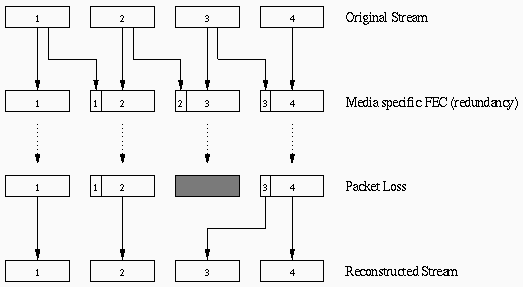 1 2 3 4 Original Stream
1 1 2 2 3 3 4 Media specific FEC (redundancy)
1 1 2 3 4 Packet Loss
1 2 3 4 Reconstructed Stream